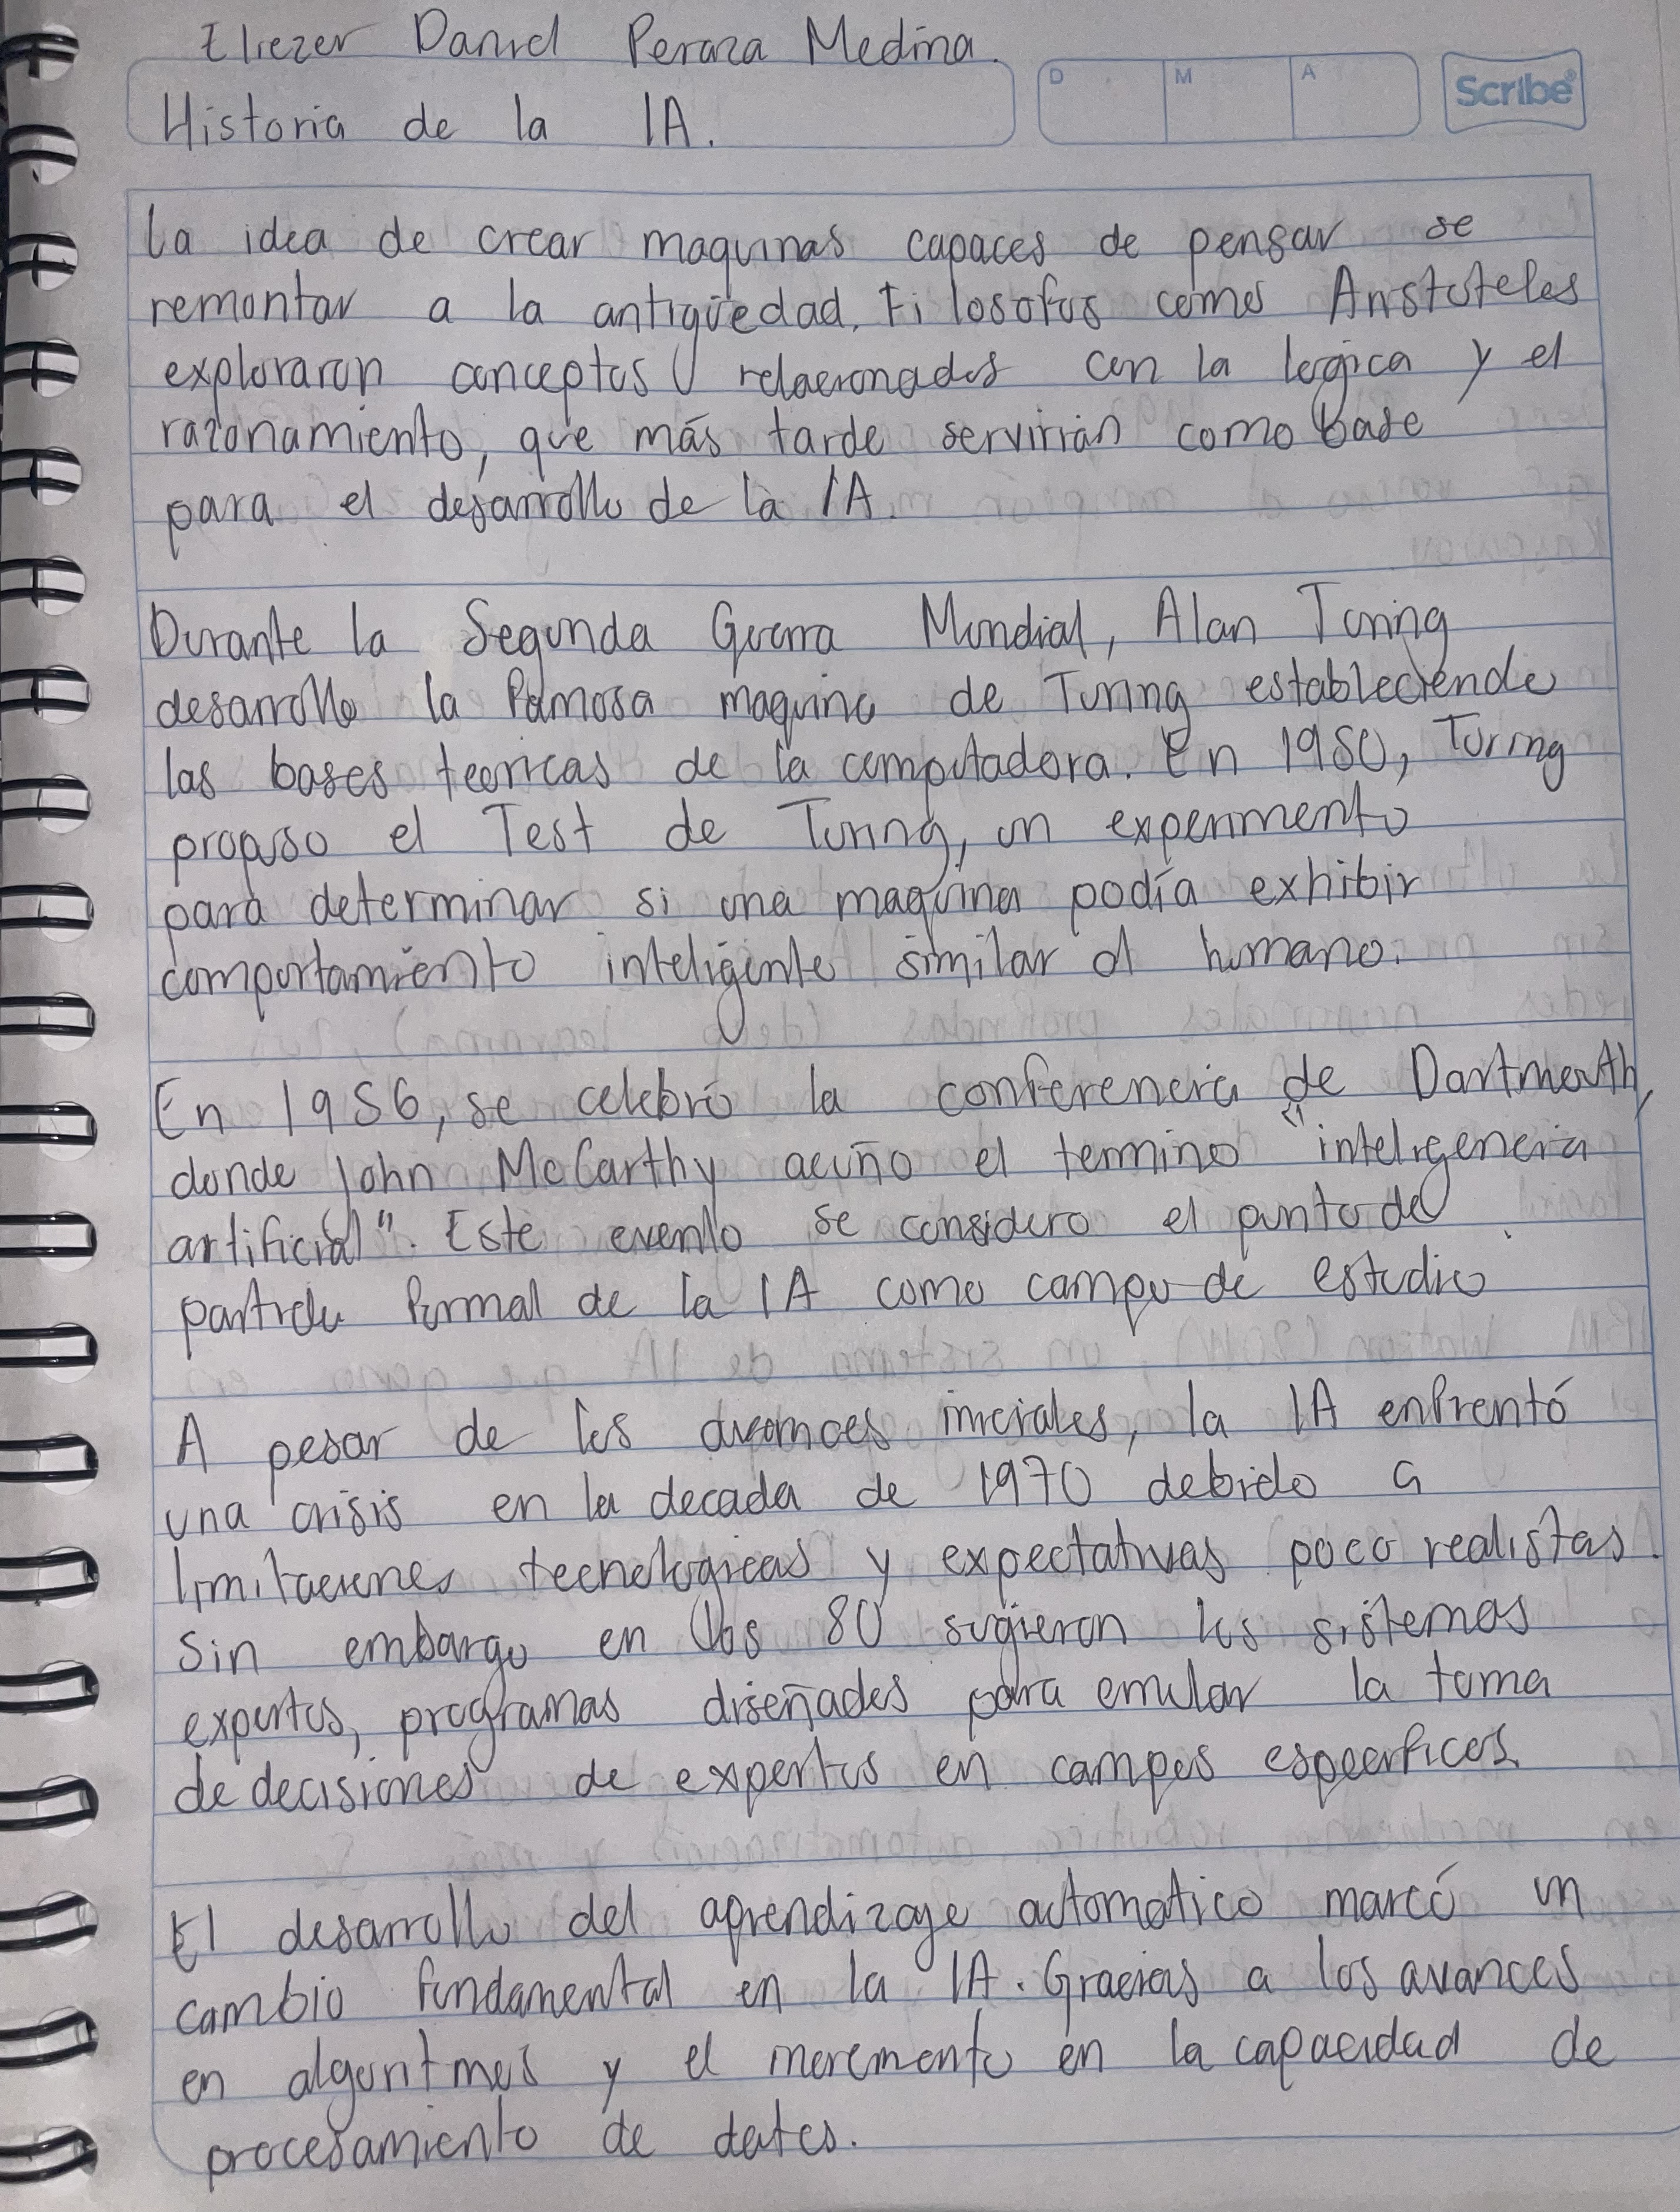 Eliezer Daniel Peraza Medina.
D M A
Scribe®
Historia de la IA.
La idea de crear maquinas capaces de pensar se
remontar a la antigüedad. Filosofos como Aristoteles
exploraron conceptos relacionados con la logica y el
razonamiento, que más tarde servirian como base
para el desarrollo de la IA.
Durante la Segunda Guerra Mundial, Alan Turing
desarrollo la famosa maquina de Turing estableciendo
las bases teoricas de la computadora. En 1950, Turing
propuso el Test de Turing, un experimento
para determinar si una maquina podía exhibir
comportamiento inteligente similar al humano.
En 1956, se celebró la conferencia de Dartmouth,
donde John McCarthy acuño el termino "inteligencia
artificial". Este evento se considero el punto de
partida formal de la IA como campo de estudio
A pesar de los avances iniciales, la IA enfrentó
una crisis en la decada de 1970 debido a
limitaciones tecnologicas y expectativas poco realistas.
Sin embargo en los 80 sugieron los sistemas
expertos, programas diseñados para emular la toma
de decisiones de expertos en campos especificos.
El desarrollo del aprendizaje automatico marcó un
cambio fundamental en la IA. Gracias a los avances
en algoritmos y el incremento en la capacidad de
procesamiento de datos.